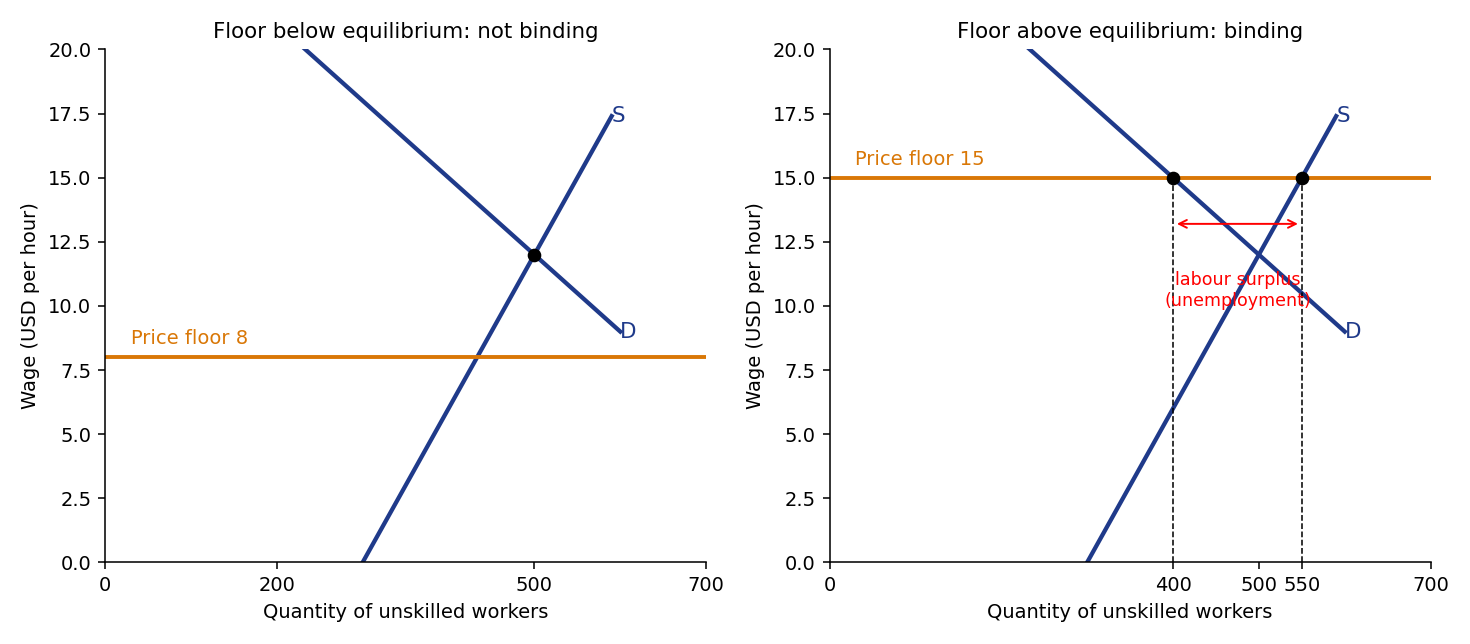 Floor below equilibrium: not binding
20.0
17.5
15.0
12.5
10.0
7.5
5.0
2.5
0.0
Wage (USD per hour)
S
D
Price floor 8
0 200 500 700
Quantity of unskilled workers
Floor above equilibrium: binding
20.0
17.5
15.0
12.5
10.0
7.5
5.0
2.5
0.0
Wage (USD per hour)
S
Price floor 15
labour surplus
(unemployment)
D
0 400 500 550 700
Quantity of unskilled workers